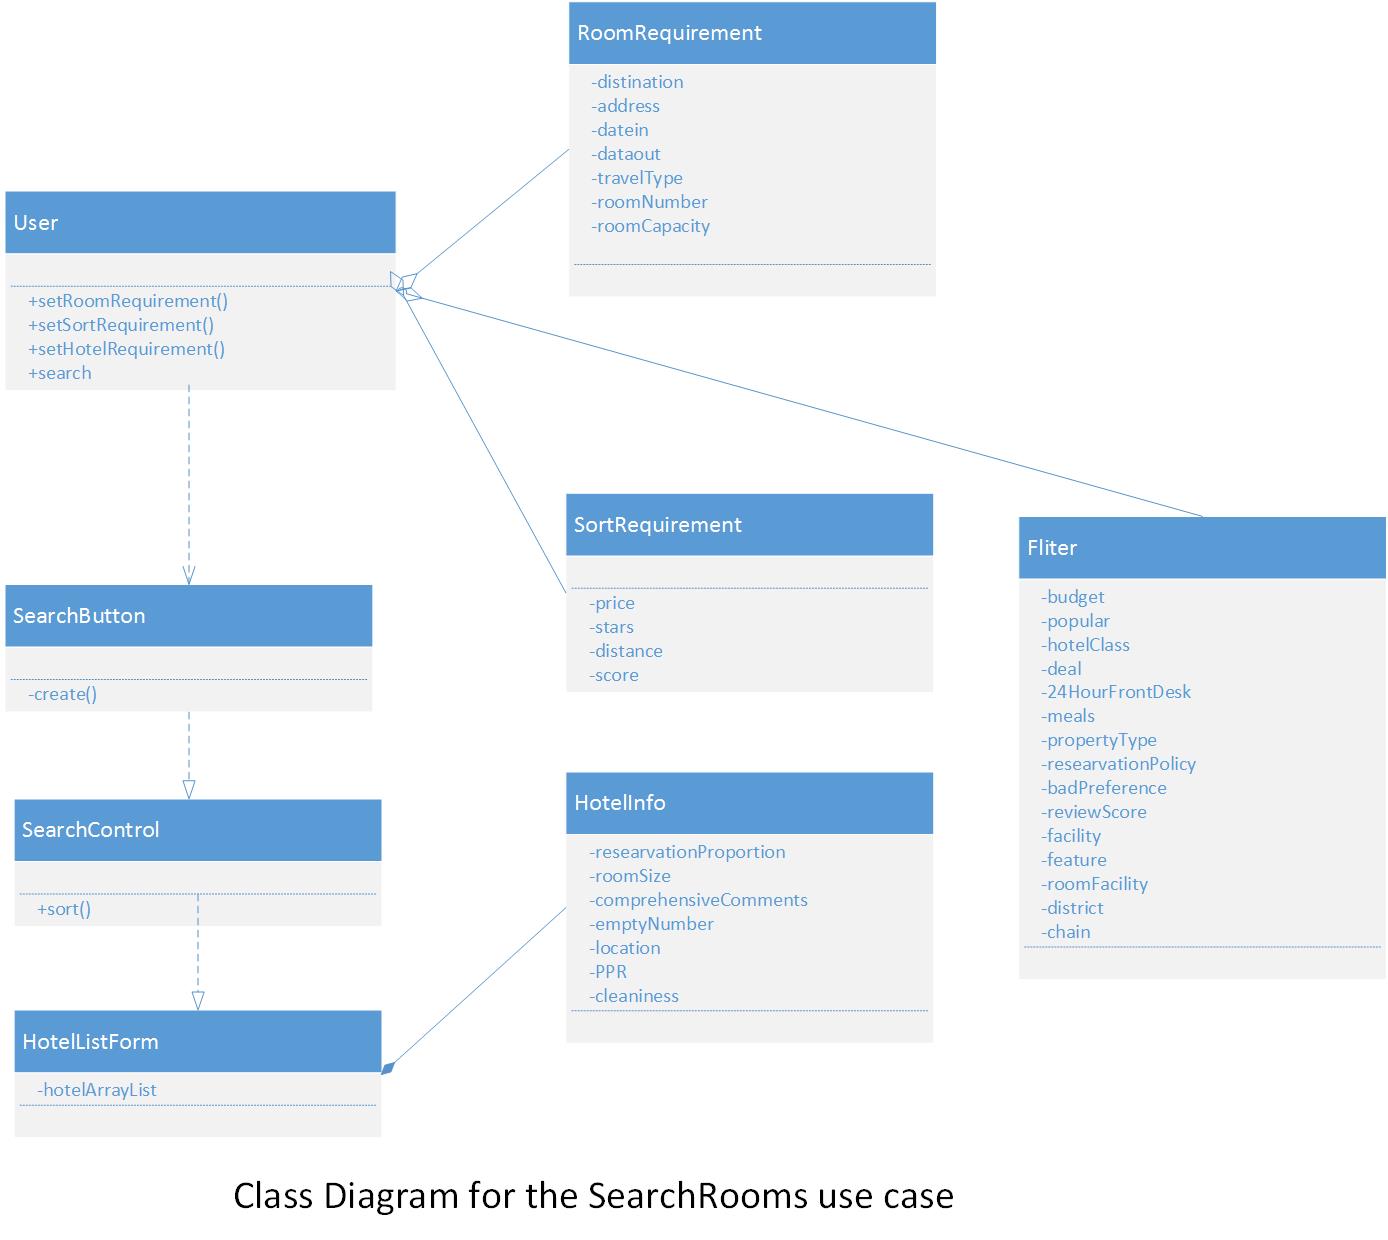 RoomRequirement
-distination
-address
-datein
-dataout
-travelType
-roomNumber
-roomCapacity
User
+setRoomRequirement()
+setSortRequirement()
+setHotelRequirement()
+search
SortRequirement
-price
-stars
-distance
-score
Fliter
-budget
-popular
-hotelClass
-deal
-24HourFrontDesk
-meals
-propertyType
-researvationPolicy
-badPreference
-reviewScore
-facility
-feature
-roomFacility
-district
-chain
SearchButton
-create()
SearchControl
+sort()
HotelInfo
-researvationProportion
-roomSize
-comprehensiveComments
-emptyNumber
-location
-PPR
-cleaniness
HotelListForm
-hotelArrayList
Class Diagram for the SearchRooms use case